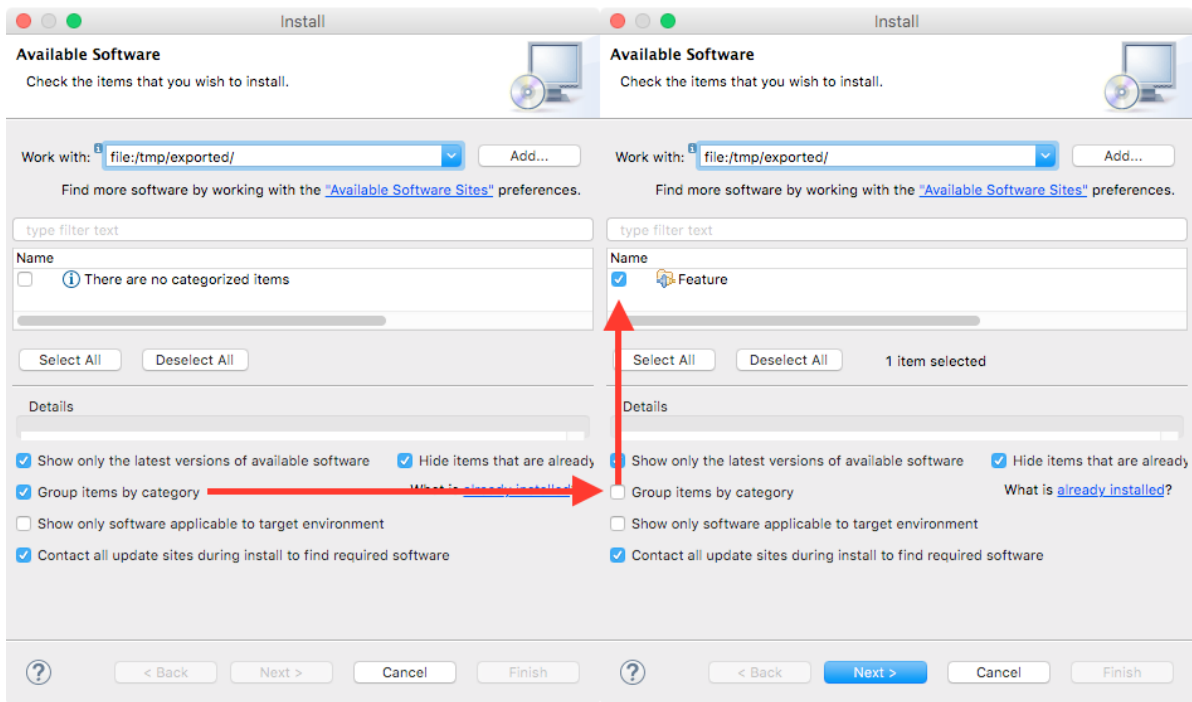 Install
Available Software
Check the items that you wish to install.
Work with: file:/tmp/exported/ Add...
Find more software by working with the "Available Software Sites" preferences.
type filter text
Name
There are no categorized items
Select All Deselect All
Details
Show only the latest versions of available software Hide items that are already
Group items by category What is already installed?
Show only software applicable to target environment
Contact all update sites during install to find required software
? < Back Next > Cancel Finish
Install
Available Software
Check the items that you wish to install.
Work with: file:/tmp/exported/ Add...
Find more software by working with the "Available Software Sites" preferences.
type filter text
Name
Feature
Select All Deselect All 1 item selected
Details
Show only the latest versions of available software Hide items that are already
Group items by category What is already installed?
Show only software applicable to target environment
Contact all update sites during install to find required software
? < Back Next > Cancel Finish